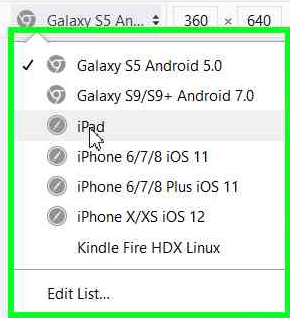 Galaxy S5 An... 360 × 640
Galaxy S5 Android 5.0
Galaxy S9/S9+ Android 7.0
iPad
iPhone 6/7/8 iOS 11
iPhone 6/7/8 Plus iOS 11
iPhone X/XS iOS 12
Kindle Fire HDX Linux
Edit List...